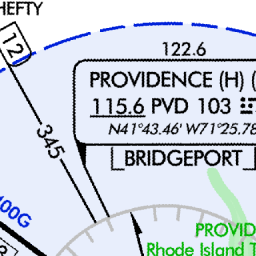 HEFTY
12
122.6
PROVIDENCE (H) (
115.6 PVD 103
N41°43.46' W71°25.78
345
BRIDGEPORT
400G
PROVID
Rhode Island T